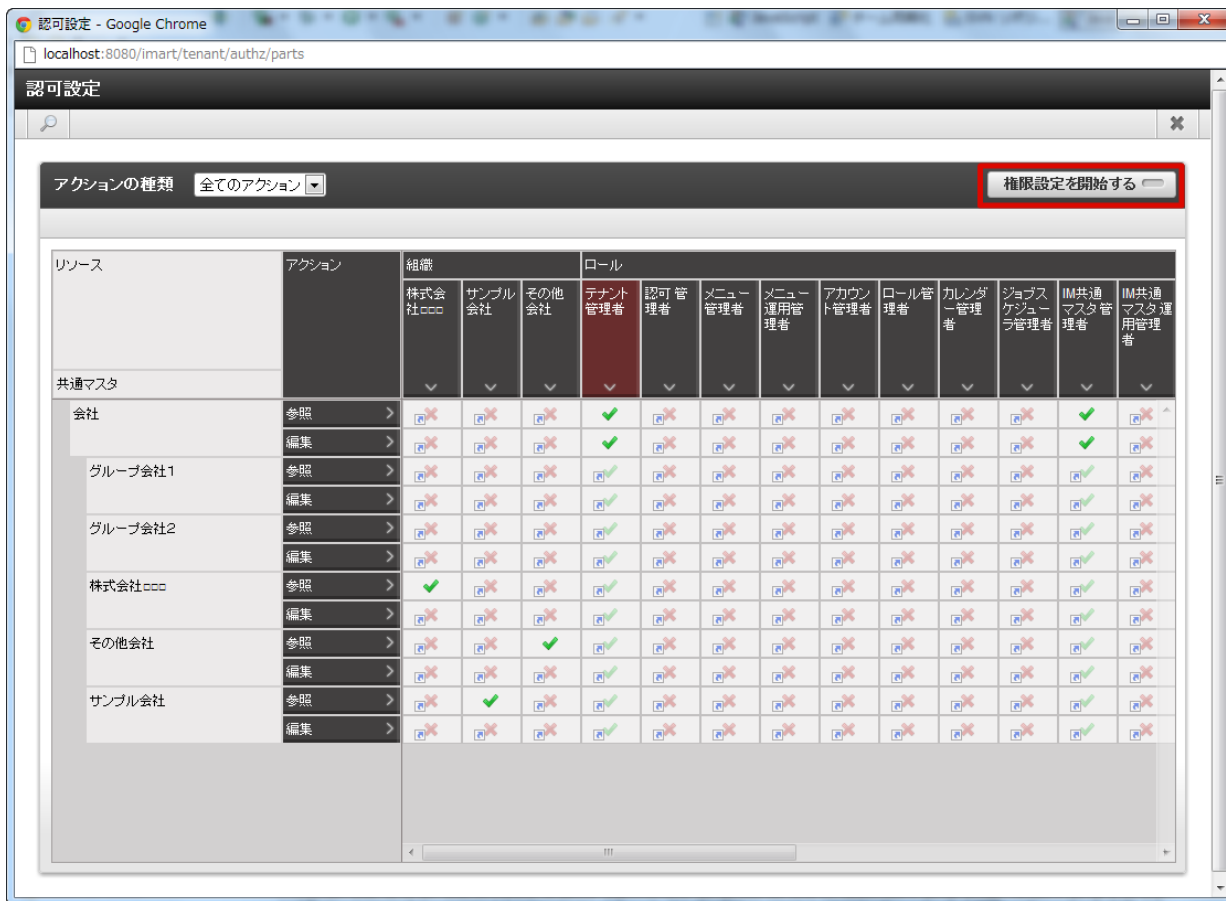 認可設定 - Google Chrome
localhost:8080/imart/tenant/authz/parts
認可設定
アクションの種類 全てのアクション 権限設定を開始する
リソース アクション 組織 ロール
株式会社□□□ サンプル会社 その他会社 テナント管理者 認可管理者 メニュー管理者 メニュー運用管理者 アカウント管理者 ロール管理者 カレンダー管理者 ジョブスケジューラ管理者 IM共通マスタ管理者 IM共通マスタ運用管理者
共通マスタ
会社 参照
編集
グループ会社1 参照
編集
グループ会社2 参照
編集
株式会社□□□ 参照
編集
その他会社 参照
編集
サンプル会社 参照
編集